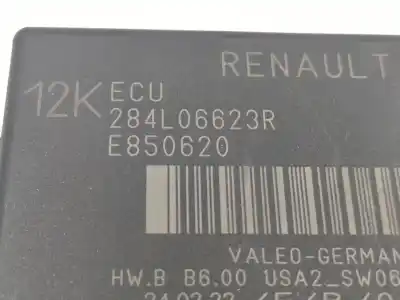 RENAULT
12K ECU
284L06623R
E850620
VALEO-GERMAN
HW.B B6.00 USA2_SW06